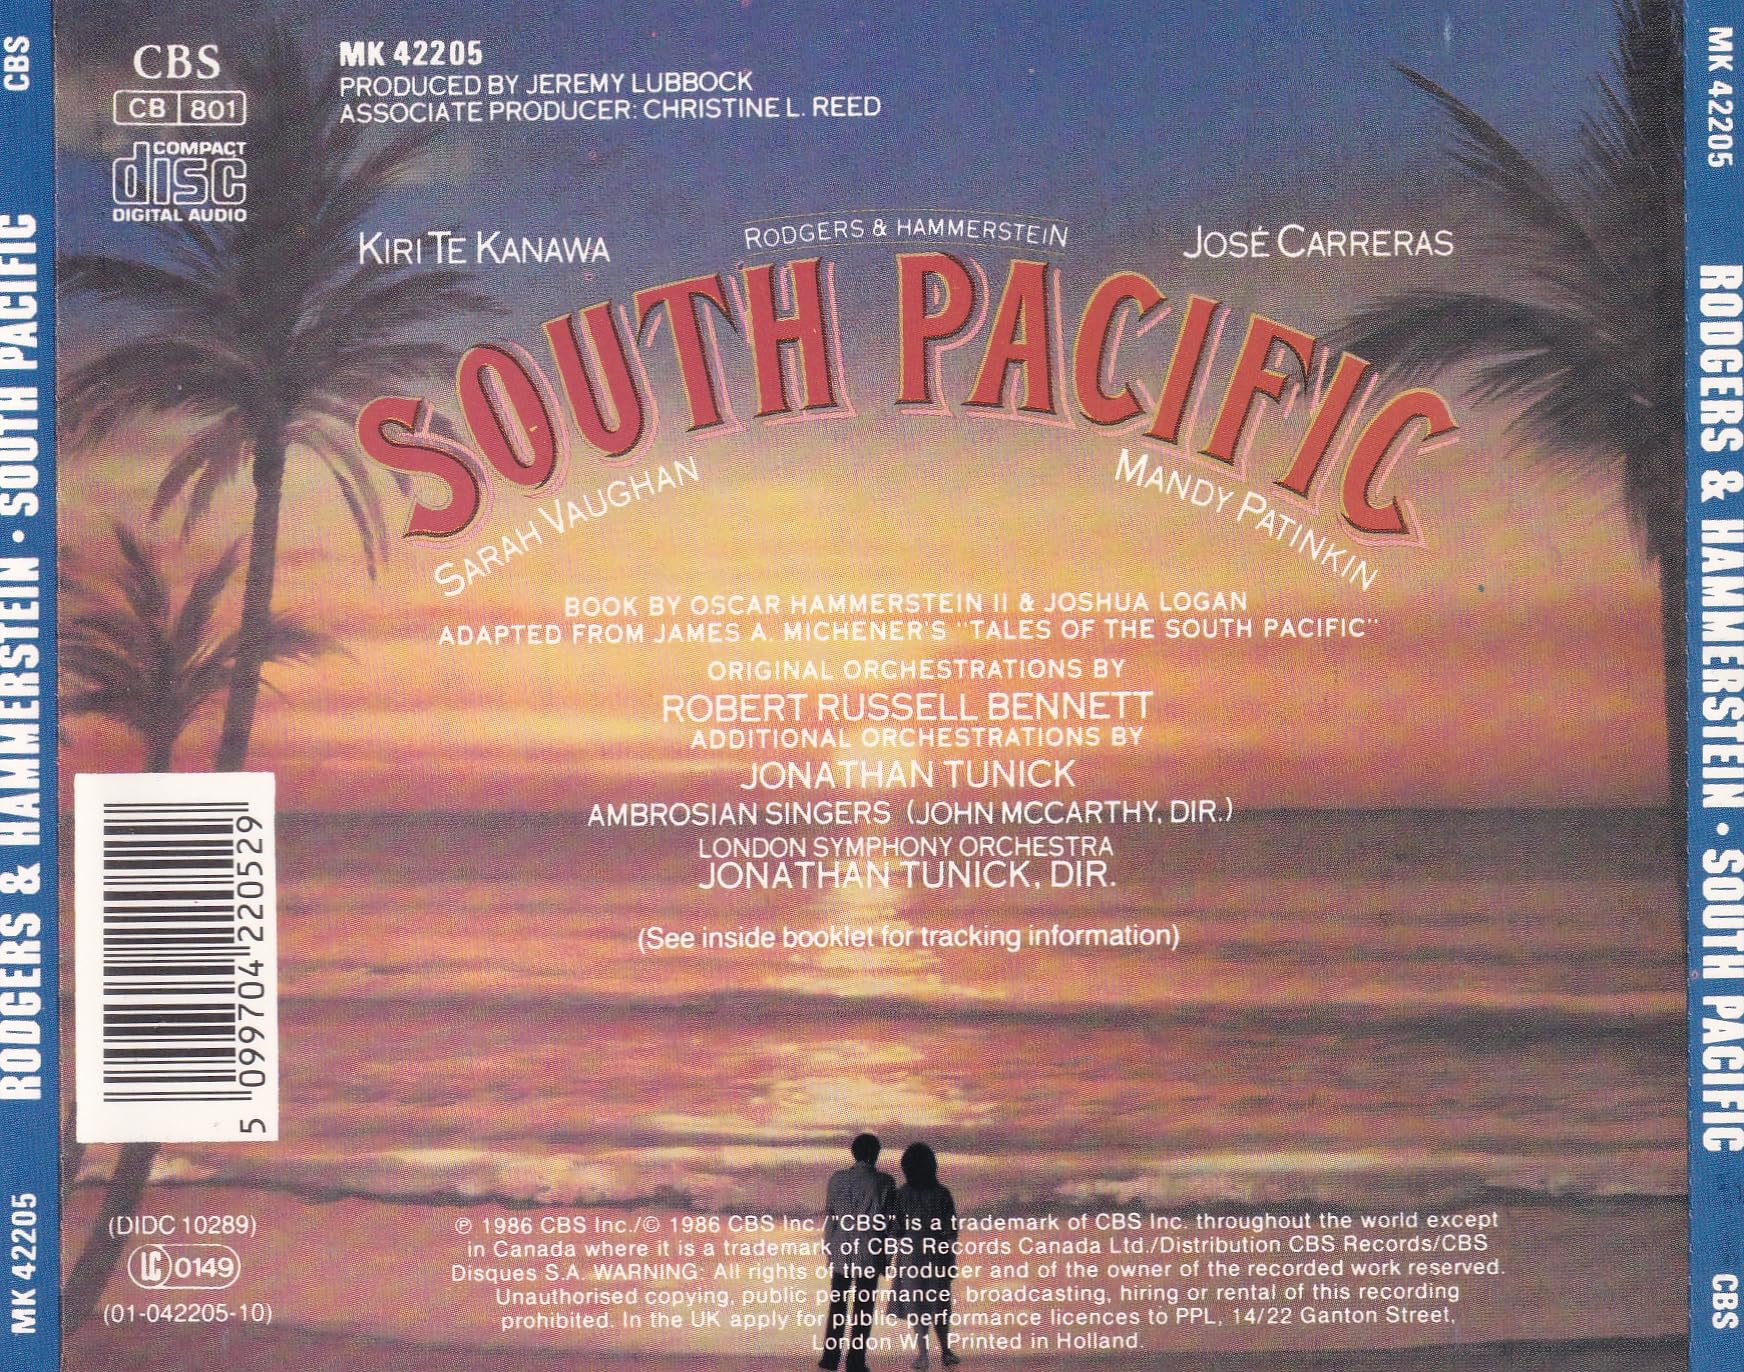 CBS
CB 801
COMPACT
disc
DIGITAL AUDIO
MK 42205
PRODUCED BY JEREMY LUBBOCK
ASSOCIATE PRODUCER: CHRISTINE L. REED
KIRI TE KANAWA
RODGERS & HAMMERSTEIN
JOSÉ CARRERAS
SOUTH PACIFIC
SARAH VAUGHAN
MANDY PATINKIN
BOOK BY OSCAR HAMMERSTEIN II & JOSHUA LOGAN
ADAPTED FROM JAMES A. MICHENER'S "TALES OF THE SOUTH PACIFIC"
ORIGINAL ORCHESTRATIONS BY
ROBERT RUSSELL BENNETT
ADDITIONAL ORCHESTRATIONS BY
JONATHAN TUNICK
AMBROSIAN SINGERS (JOHN MCCARTHY, DIR.)
LONDON SYMPHONY ORCHESTRA
JONATHAN TUNICK, DIR.
(See inside booklet for tracking information)
5 099704 220529
(DIDC 10289)
LC 0149
(01-042205-10)
℗ 1986 CBS Inc./© 1986 CBS Inc./"CBS" is a trademark of CBS Inc. throughout the world except
in Canada where it is a trademark of CBS Records Canada Ltd./Distribution CBS Records/CBS
Disques S.A. WARNING: All rights of the producer and of the owner of the recorded work reserved.
Unauthorised copying, public performance, broadcasting, hiring or rental of this recording
prohibited. In the UK apply for public performance licences to PPL, 14/22 Ganton Street,
London W1. Printed in Holland.
MK 42205 RODGERS & HAMMERSTEIN • SOUTH PACIFIC CBS
MK 42205 RODGERS & HAMMERSTEIN • SOUTH PACIFIC CBS